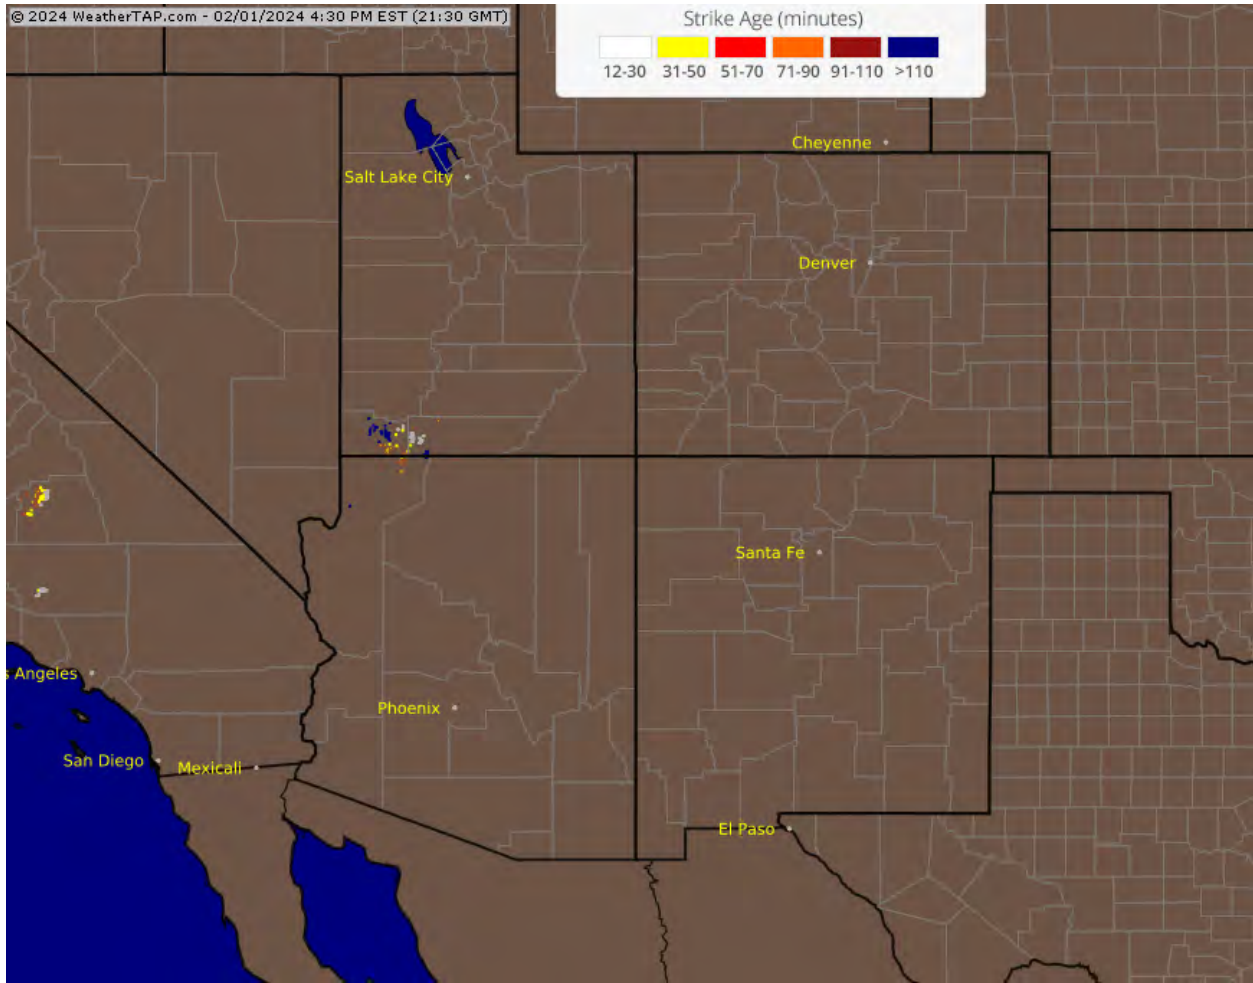 © 2024 WeatherTAP.com - 02/01/2024 4:30 PM EST (21:30 GMT)
Strike Age (minutes)
12-30 31-50 51-70 71-90 91-110 >110
Cheyenne
Salt Lake City
Denver
Santa Fe
s Angeles
Phoenix
San Diego
Mexicali
El Paso